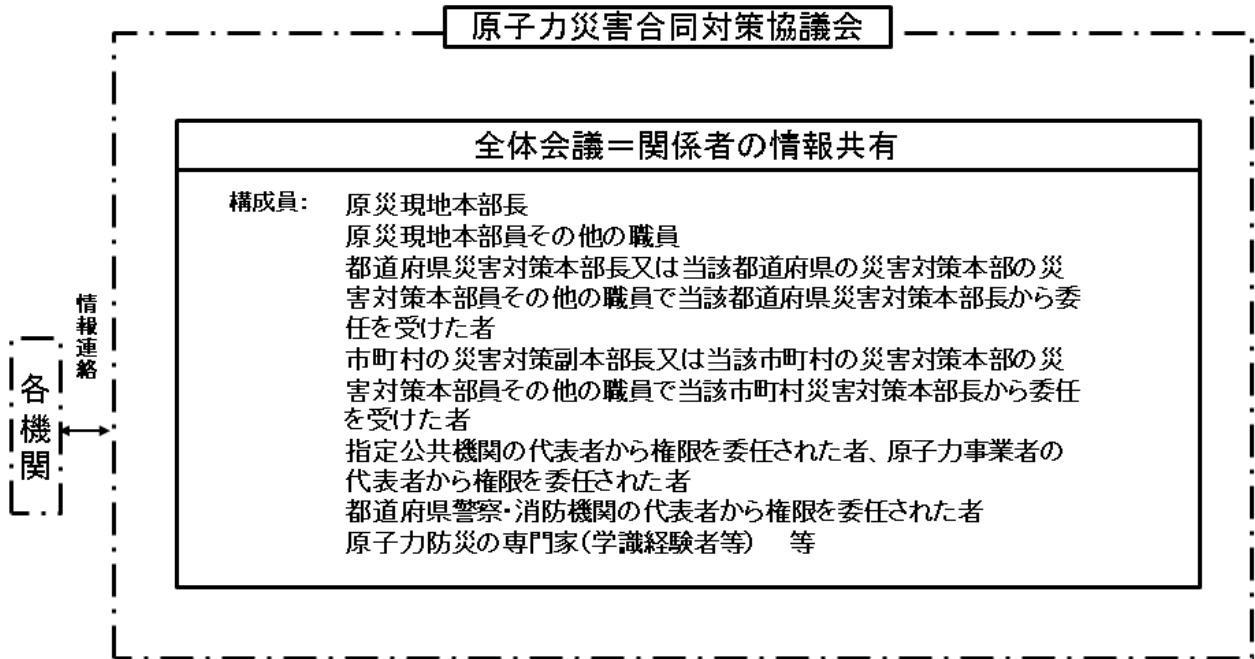 原子力災害合同対策協議会
全体会議＝関係者の情報共有
構成員：
原災現地本部長
原災現地本部員その他の職員
都道府県災害対策本部長又は当該都道府県の災害対策本部の災
害対策本部員その他の職員で当該都道府県災害対策本部長から委
任を受けた者
市町村の災害対策副本部長又は当該市町村の災害対策本部の災
害対策本部員その他の職員で当該市町村災害対策本部長から委任
を受けた者
指定公共機関の代表者から権限を委任された者、原子力事業者の
代表者から権限を委任された者
都道府県警察・消防機関の代表者から権限を委任された者
原子力防災の専門家（学識経験者等）　等
情報連絡
各機関